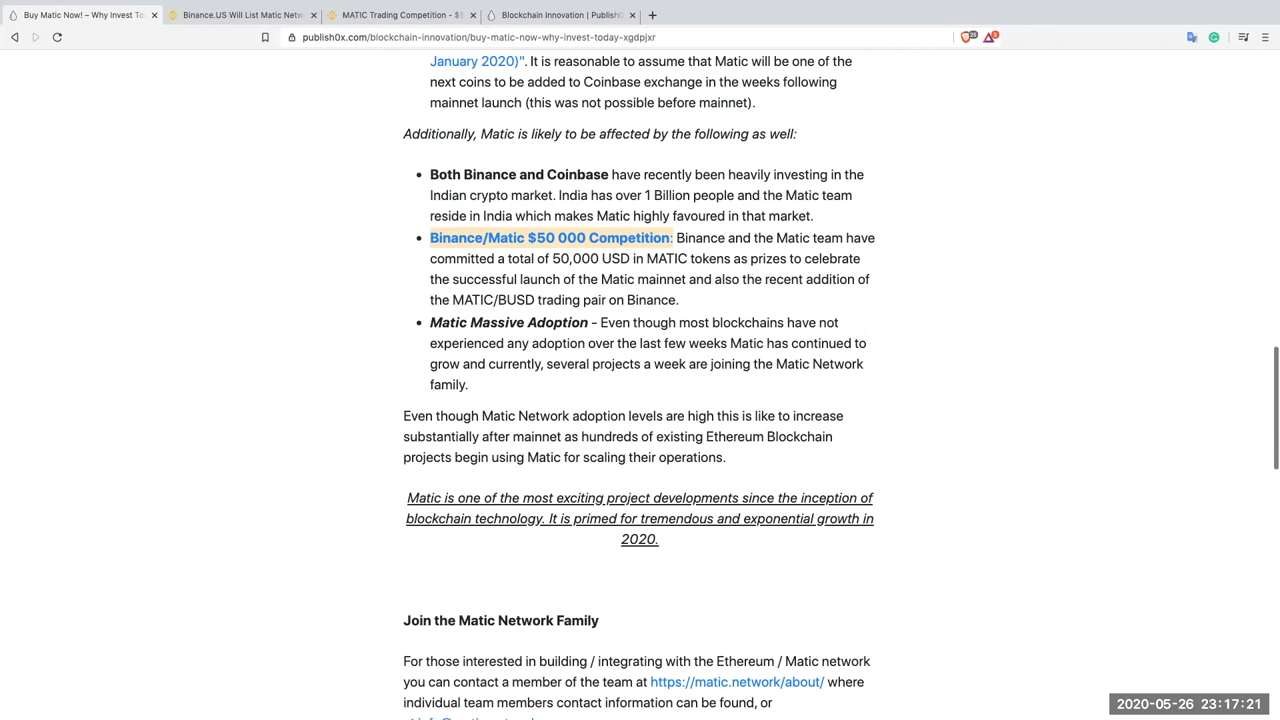 Buy Matic Now! – Why Invest To
Binance.US Will List Matic Netw
MATIC Trading Competition - $5
Blockchain Innovation | Publish0
publish0x.com/blockchain-innovation/buy-matic-now-why-invest-today-xgdpjxr
January 2020)". It is reasonable to assume that Matic will be one of the
next coins to be added to Coinbase exchange in the weeks following
mainnet launch (this was not possible before mainnet).
Additionally, Matic is likely to be affected by the following as well:
Both Binance and Coinbase have recently been heavily investing in the
Indian crypto market. India has over 1 Billion people and the Matic team
reside in India which makes Matic highly favoured in that market.
Binance/Matic $50 000 Competition: Binance and the Matic team have
committed a total of 50,000 USD in MATIC tokens as prizes to celebrate
the successful launch of the Matic mainnet and also the recent addition of
the MATIC/BUSD trading pair on Binance.
Matic Massive Adoption - Even though most blockchains have not
experienced any adoption over the last few weeks Matic has continued to
grow and currently, several projects a week are joining the Matic Network
family.
Even though Matic Network adoption levels are high this is like to increase
substantially after mainnet as hundreds of existing Ethereum Blockchain
projects begin using Matic for scaling their operations.
Matic is one of the most exciting project developments since the inception of
blockchain technology. It is primed for tremendous and exponential growth in
2020.
Join the Matic Network Family
For those interested in building / integrating with the Ethereum / Matic network
you can contact a member of the team at https://matic.network/about/ where
individual team members contact information can be found, or
2020-05-26 23:17:21